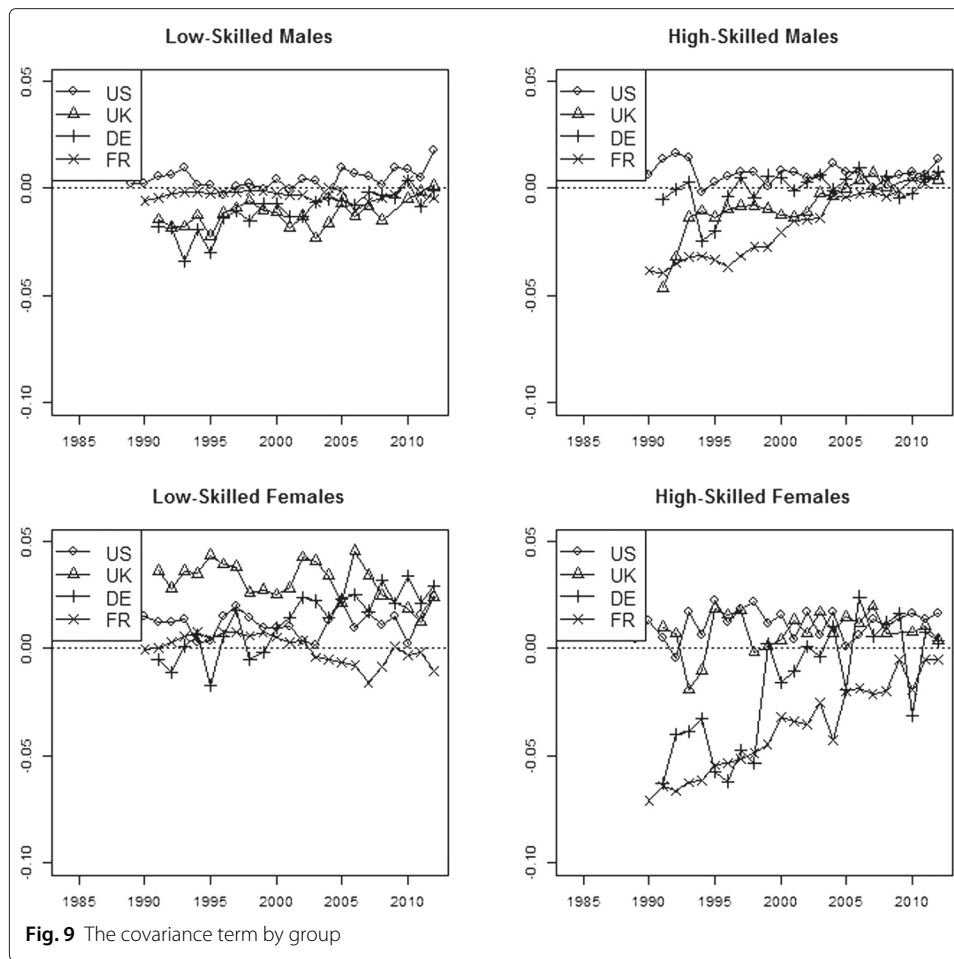 Low-Skilled Males
High-Skilled Males
0.05
0.00
-0.05
-0.10
US
UK
DE
FR
1985 1990 1995 2000 2005 2010
0.05
0.00
-0.05
-0.10
US
UK
DE
FR
1985 1990 1995 2000 2005 2010
Low-Skilled Females
High-Skilled Females
0.05
0.00
-0.05
-0.10
US
UK
DE
FR
1985 1990 1995 2000 2005 2010
0.05
0.00
-0.05
-0.10
US
UK
DE
FR
1985 1990 1995 2000 2005 2010
Fig. 9 The covariance term by group